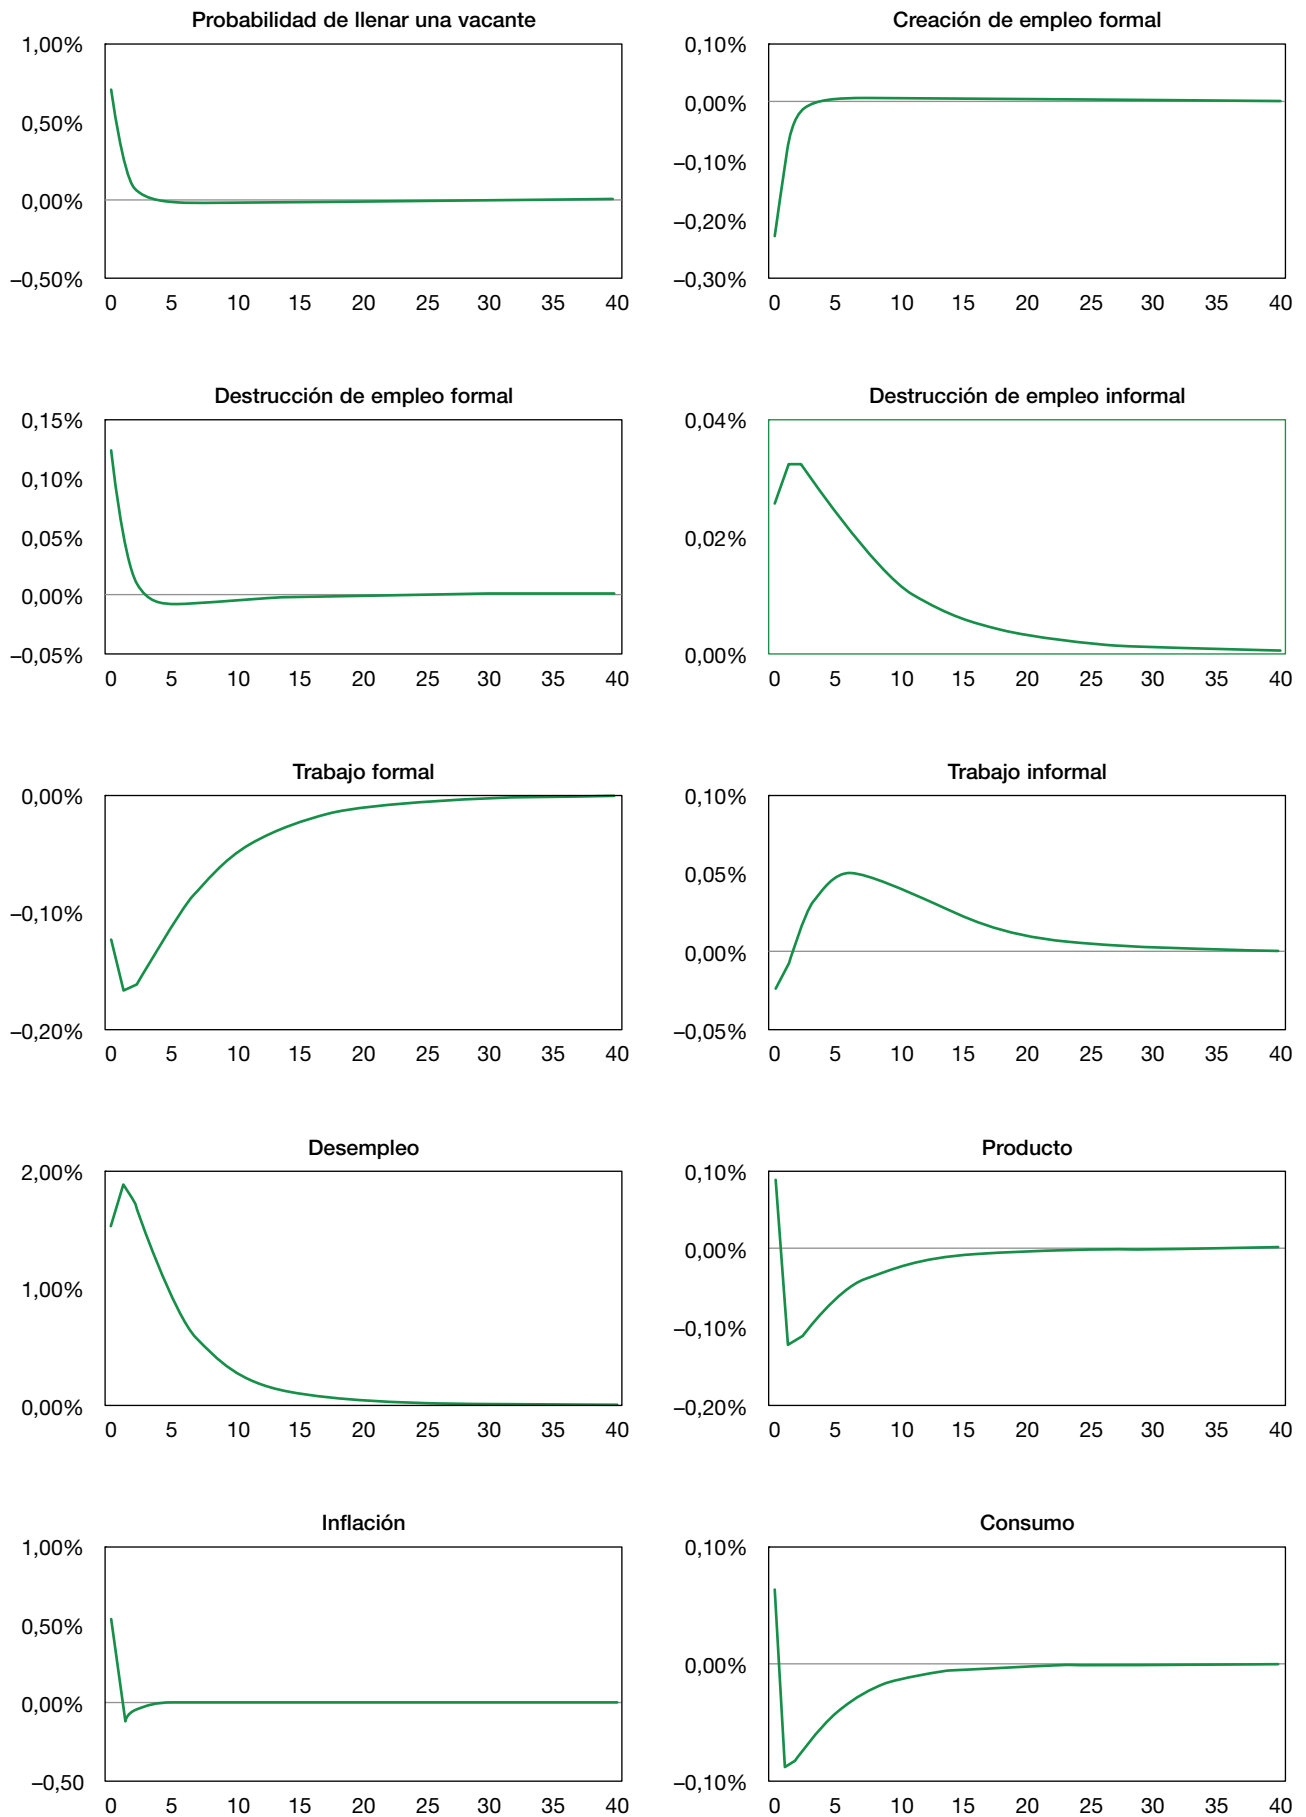 Probabilidad de llenar una vacante
1,00%
0,50%
0,00%
–0,50%
0 5 10 15 20 25 30 35 40
Creación de empleo formal
0,10%
0,00%
–0,10%
–0,20%
–0,30%
0 5 10 15 20 25 30 35 40
Destrucción de empleo formal
0,15%
0,10%
0,05%
0,00%
–0,05%
0 5 10 15 20 25 30 35 40
Destrucción de empleo informal
0,04%
0,02%
0,00%
0 5 10 15 20 25 30 35 40
Trabajo formal
0,00%
–0,10%
–0,20%
0 5 10 15 20 25 30 35 40
Trabajo informal
0,10%
0,05%
0,00%
–0,05%
0 5 10 15 20 25 30 35 40
Desempleo
2,00%
1,00%
0,00%
0 5 10 15 20 25 30 35 40
Producto
0,10%
0,00%
–0,10%
–0,20%
0 5 10 15 20 25 30 35 40
Inflación
1,00%
0,50%
0,00%
–0,50
0 5 10 15 20 25 30 35 40
Consumo
0,10%
0,00%
–0,10%
0 5 10 15 20 25 30 35 40